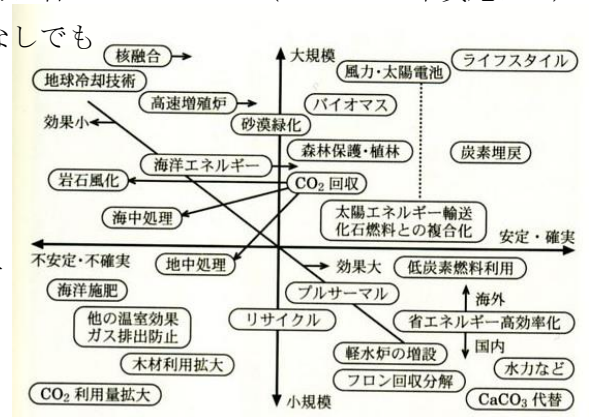 なしでも
核融合
大規模
ライフスタイル
風力・太陽電池
地球冷却技術
高速増殖炉
バイオマス
効果小
砂漠緑化
森林保護・植林
炭素埋戻
海洋エネルギー
岩石風化
CO₂ 回収
海中処理
太陽エネルギー輸送
化石燃料との複合化
安定・確実
不安定・不確実
地中処理
効果大
低炭素燃料利用
海洋施肥
プルサーマル
海外
他の温室効果
ガス排出防止
リサイクル
省エネルギー高効率化
木材利用拡大
軽水炉の増設
国内
水力など
フロン回収分解
CO₂ 利用量拡大
小規模
CaCO₃ 代替